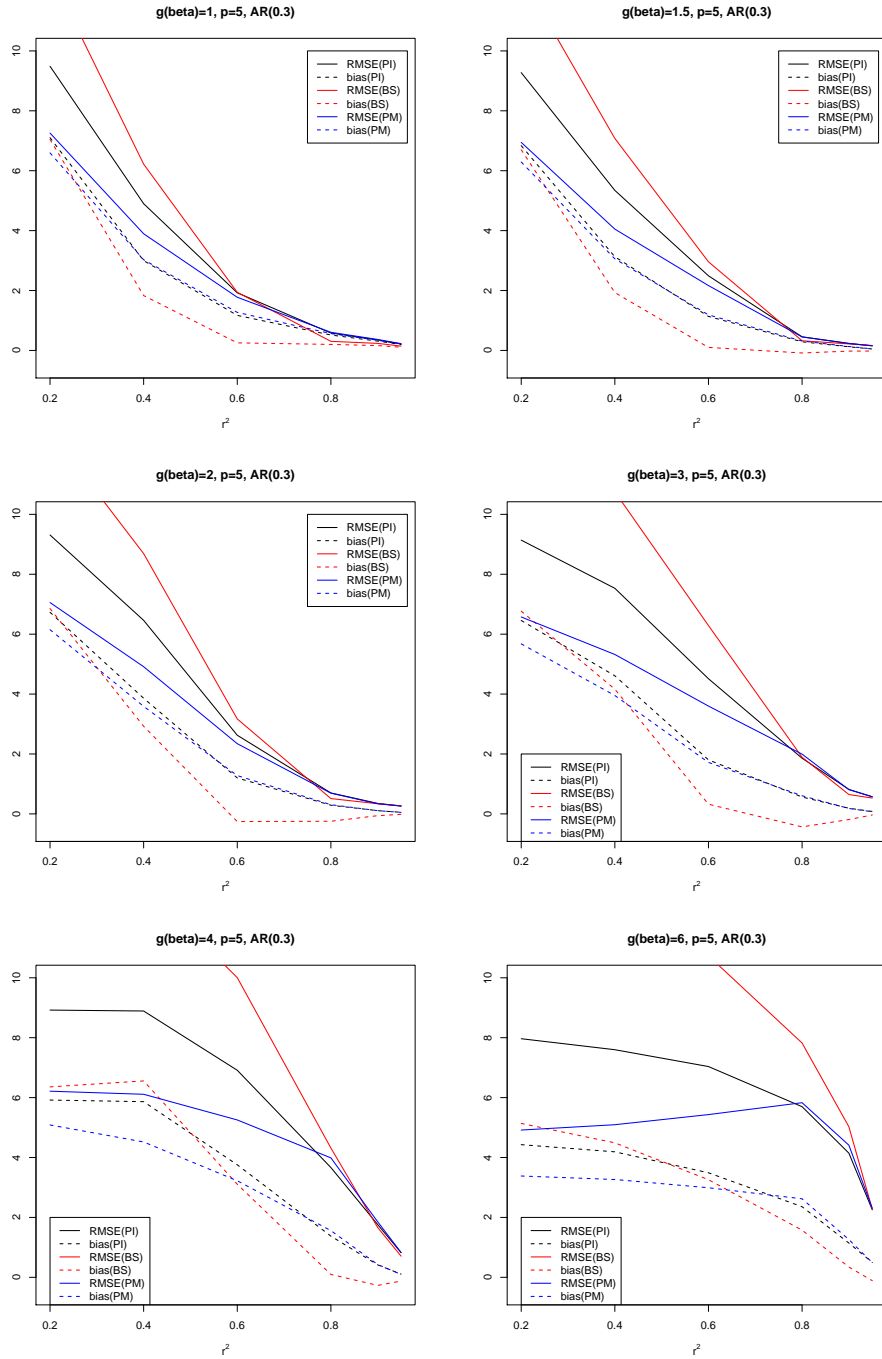 g(beta)=1, p=5, AR(0.3)
10
8
6
4
2
0
RMSE(PI)
bias(PI)
RMSE(BS)
bias(BS)
RMSE(PM)
bias(PM)
0.2 0.4 0.6 0.8
r²
g(beta)=1.5, p=5, AR(0.3)
10
8
6
4
2
0
RMSE(PI)
bias(PI)
RMSE(BS)
bias(BS)
RMSE(PM)
bias(PM)
0.2 0.4 0.6 0.8
r²
g(beta)=2, p=5, AR(0.3)
10
8
6
4
2
0
RMSE(PI)
bias(PI)
RMSE(BS)
bias(BS)
RMSE(PM)
bias(PM)
0.2 0.4 0.6 0.8
r²
g(beta)=3, p=5, AR(0.3)
10
8
6
4
2
0
RMSE(PI)
bias(PI)
RMSE(BS)
bias(BS)
RMSE(PM)
bias(PM)
0.2 0.4 0.6 0.8
r²
g(beta)=4, p=5, AR(0.3)
10
8
6
4
2
0
RMSE(PI)
bias(PI)
RMSE(BS)
bias(BS)
RMSE(PM)
bias(PM)
0.2 0.4 0.6 0.8
r²
g(beta)=6, p=5, AR(0.3)
10
8
6
4
2
0
RMSE(PI)
bias(PI)
RMSE(BS)
bias(BS)
RMSE(PM)
bias(PM)
0.2 0.4 0.6 0.8
r²